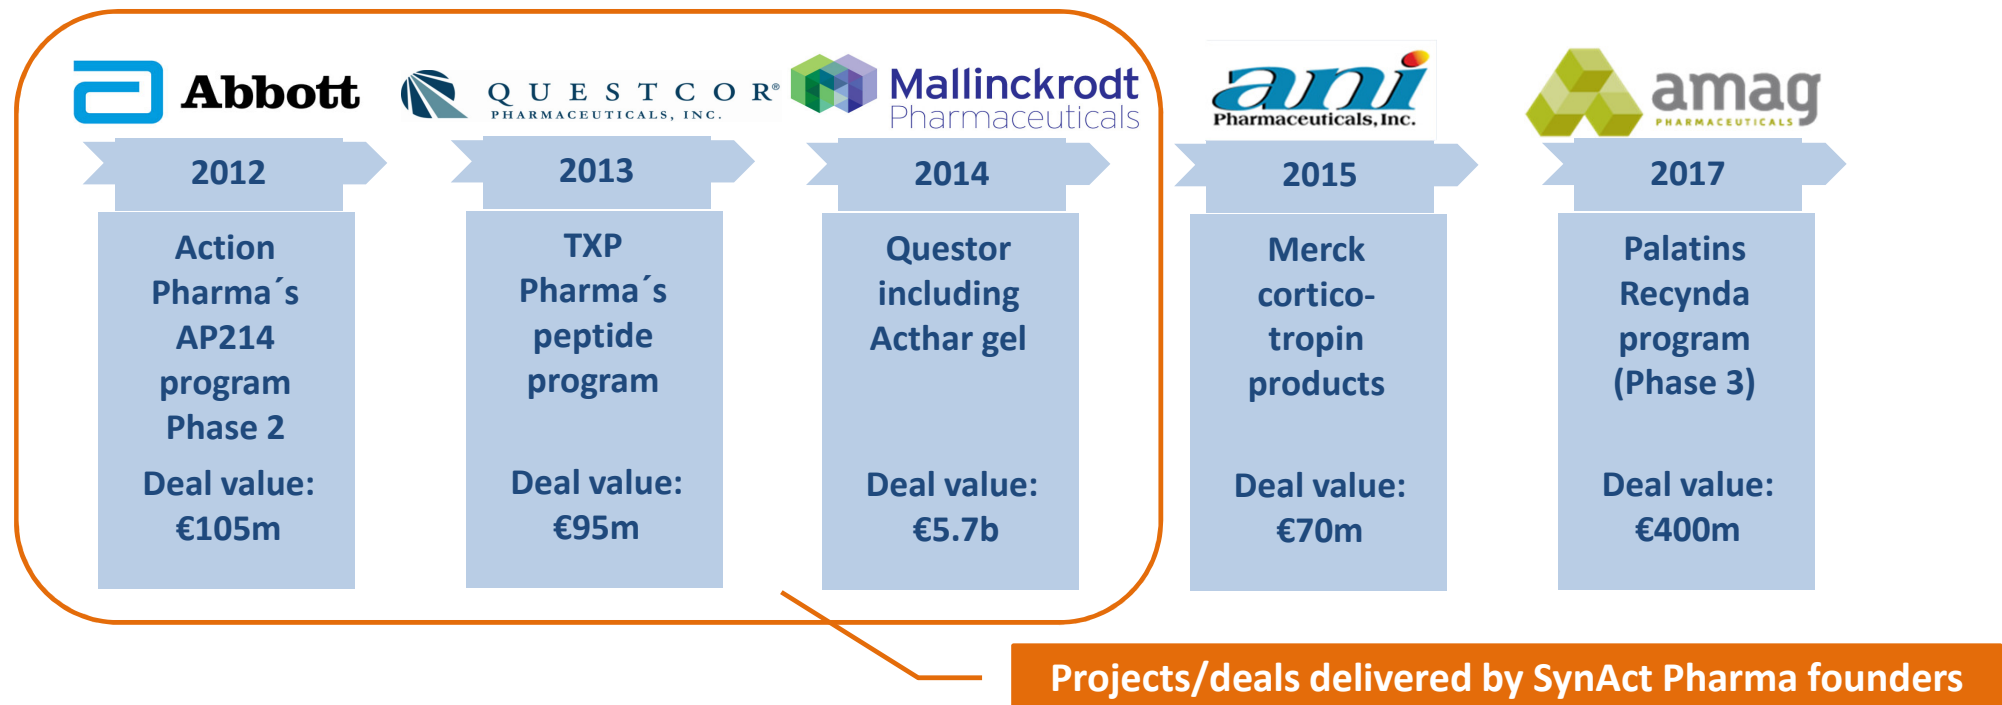 Abbott
QUESTCOR®
PHARMACEUTICALS, INC.
Mallinckrodt
Pharmaceuticals
ani
Pharmaceuticals, Inc.
amag
PHARMACEUTICALS
2012
Action
Pharma´s
AP214
program
Phase 2
Deal value:
€105m
2013
TXP
Pharma´s
peptide
program
Deal value:
€95m
2014
Questor
including
Acthar gel
Deal value:
€5.7b
2015
Merck
cortico-
tropin
products
Deal value:
€70m
2017
Palatins
Recynda
program
(Phase 3)
Deal value:
€400m
Projects/deals delivered by SynAct Pharma founders